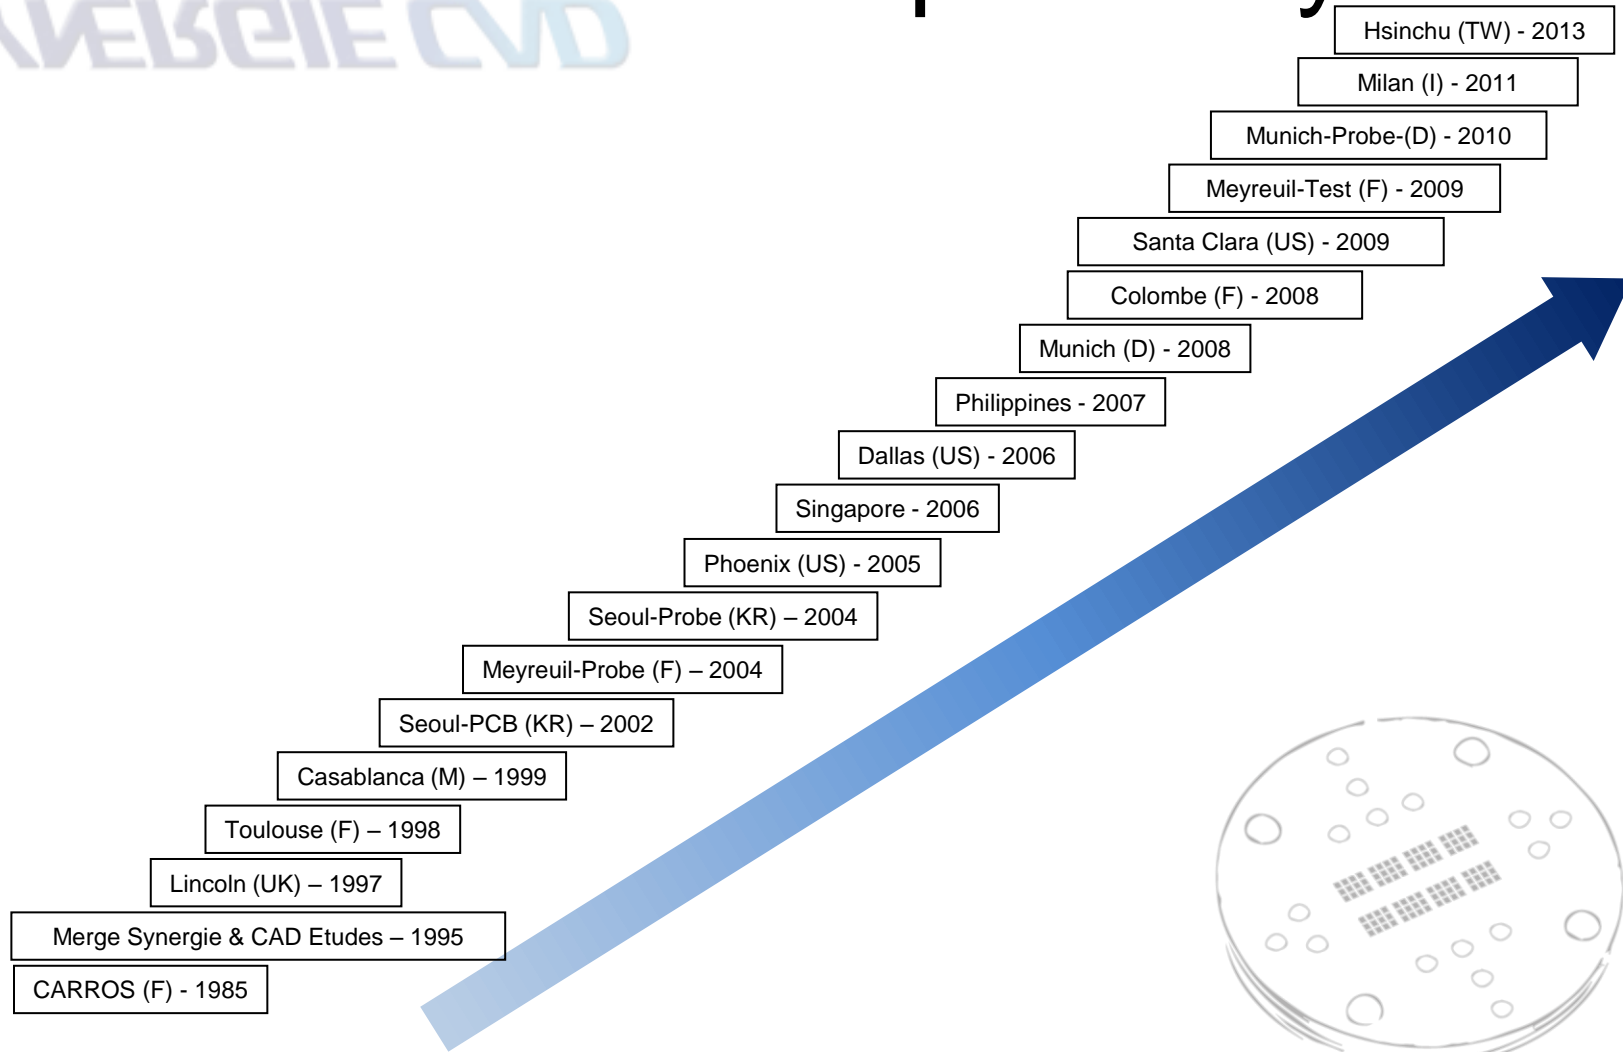 Hsinchu (TW) - 2013
Milan (I) - 2011
Munich-Probe-(D) - 2010
Meyreuil-Test (F) - 2009
Santa Clara (US) - 2009
Colombe (F) - 2008
Munich (D) - 2008
Philippines - 2007
Dallas (US) - 2006
Singapore - 2006
Phoenix (US) - 2005
Seoul-Probe (KR) – 2004
Meyreuil-Probe (F) – 2004
Seoul-PCB (KR) – 2002
Casablanca (M) – 1999
Toulouse (F) – 1998
Lincoln (UK) – 1997
Merge Synergie & CAD Etudes – 1995
CARROS (F) - 1985